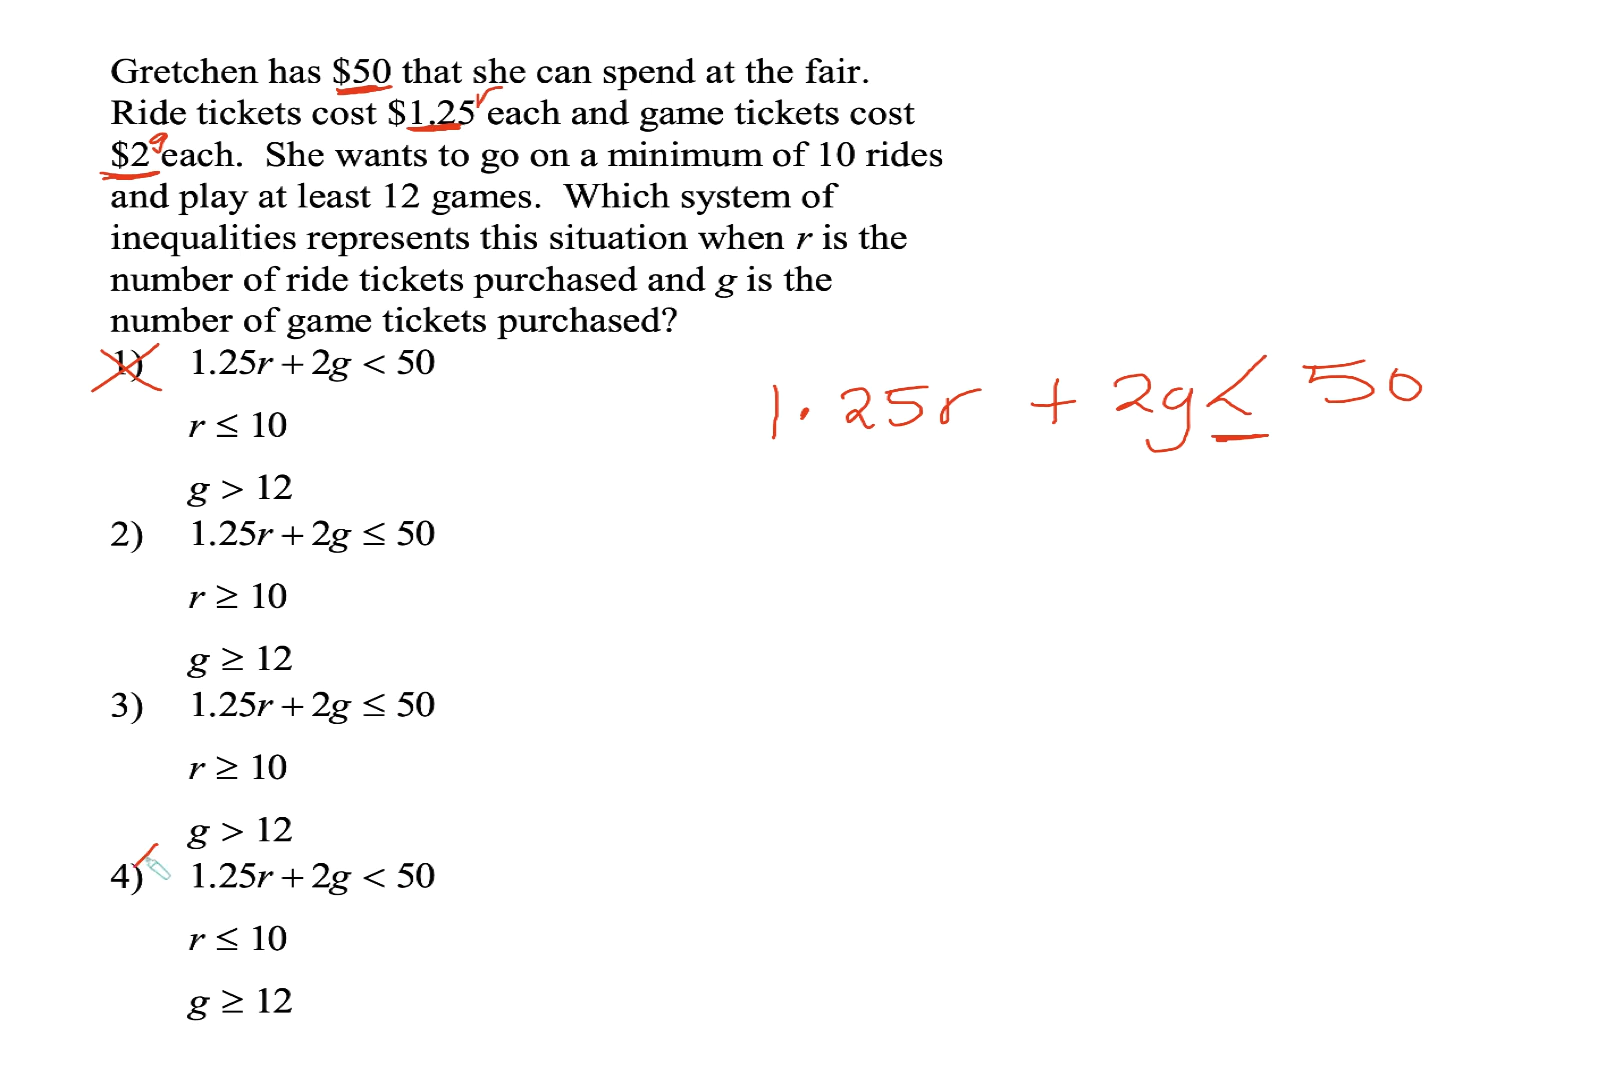 Gretchen has $50 that she can spend at the fair.
Ride tickets cost $1.25 r each and game tickets cost
$2 g each. She wants to go on a minimum of 10 rides
and play at least 12 games. Which system of
inequalities represents this situation when r is the
number of ride tickets purchased and g is the
number of game tickets purchased?
1) 1.25r + 2g < 50
r ≤ 10
g > 12
2) 1.25r + 2g ≤ 50
r ≥ 10
g ≥ 12
3) 1.25r + 2g ≤ 50
r ≥ 10
g > 12
4) 1.25r + 2g < 50
r ≤ 10
g ≥ 12
1.25r + 2g ≤ 50